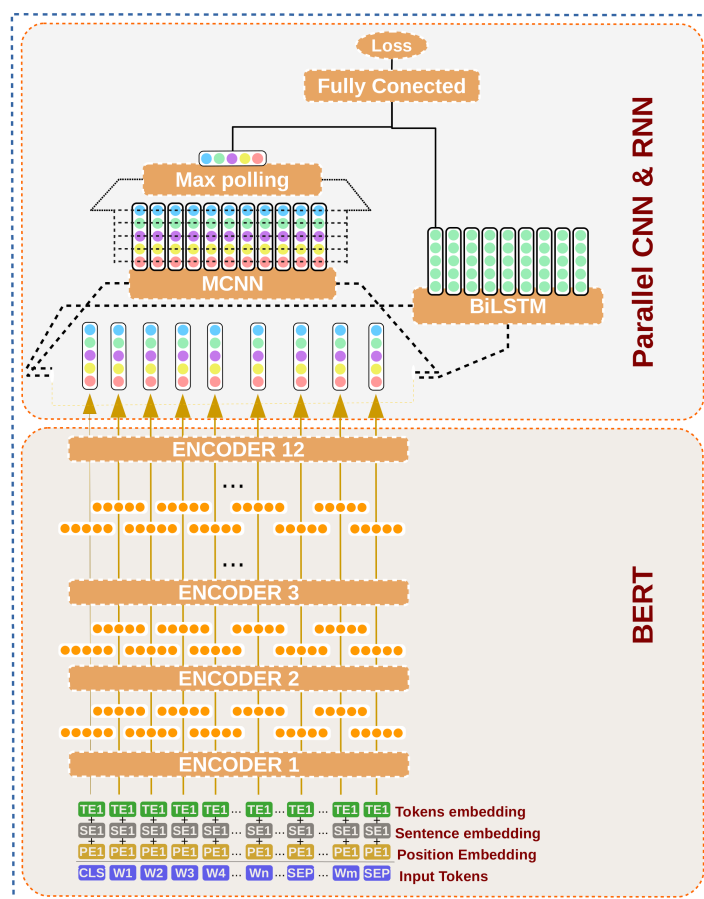 Loss
Fully Conected
Parallel CNN & RNN
Max polling
MCNN
BiLSTM
ENCODER 12
...
...
ENCODER 3
BERT
ENCODER 2
ENCODER 1
TE1 TE1 TE1 TE1 TE1 ... TE1 ... TE1 ... TE1 TE1 Tokens embedding
+ + + + + + + + +
SE1 SE1 SE1 SE1 SE1 ... SE1 ... SE1 ... SE1 SE1 Sentence embedding
+ + + + + + + + +
PE1 PE1 PE1 PE1 PE1 ... PE1 ... PE1 ... PE1 PE1 Position Embedding
CLS W1 W2 W3 W4 ... Wn ... SEP ... Wm SEP Input Tokens